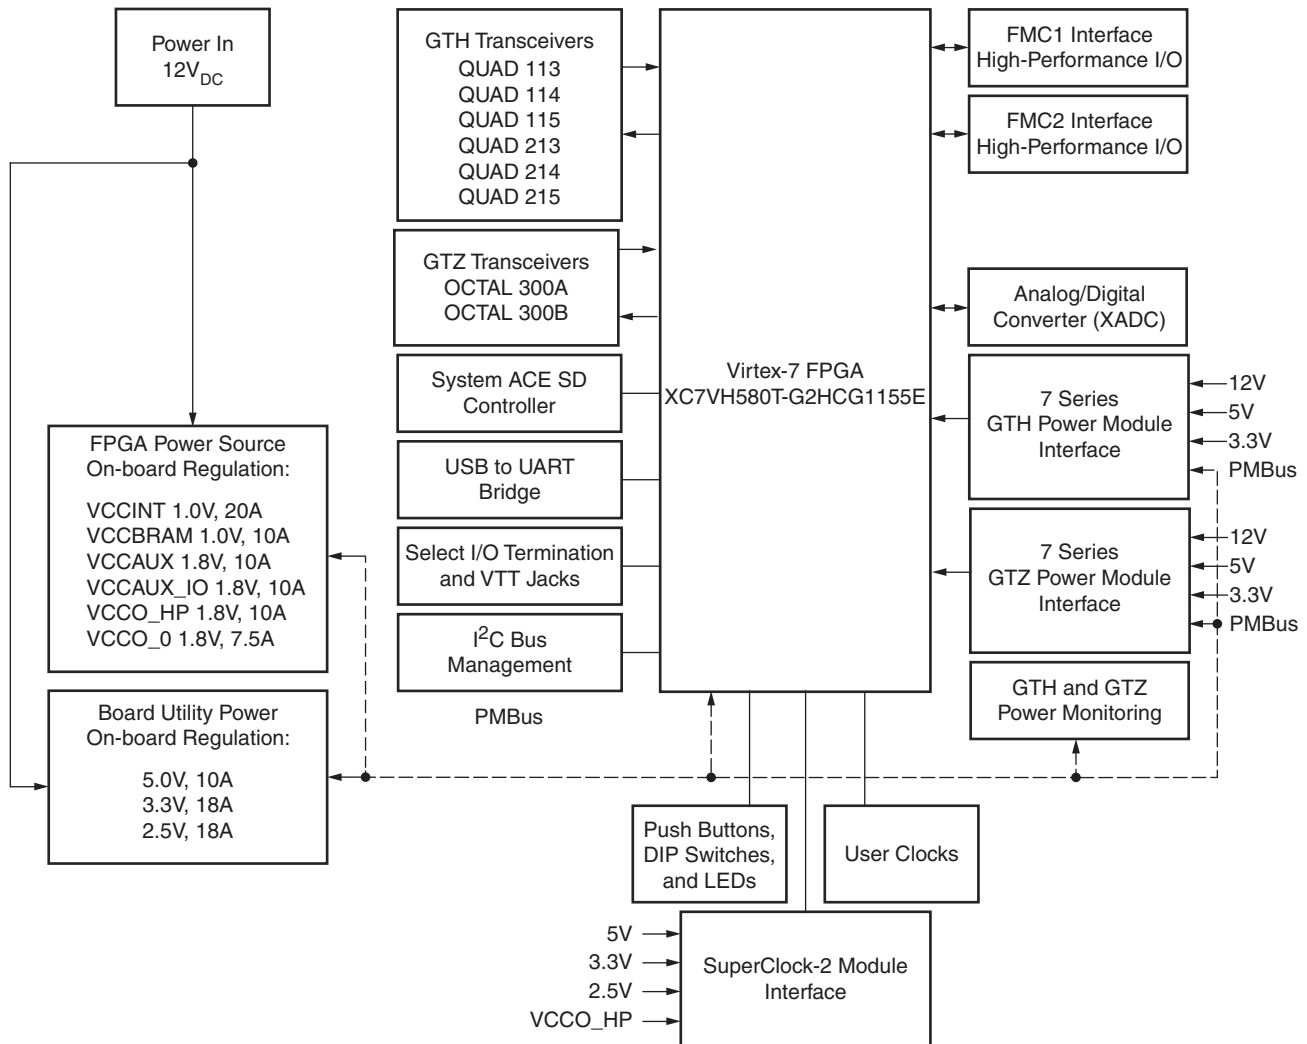 Power In
12VDC
GTH Transceivers
QUAD 113
QUAD 114
QUAD 115
QUAD 213
QUAD 214
QUAD 215
GTZ Transceivers
OCTAL 300A
OCTAL 300B
System ACE SD
Controller
USB to UART
Bridge
Select I/O Termination
and VTT Jacks
I2C Bus
Management
PMBus
FPGA Power Source
On-board Regulation:
VCCINT 1.0V, 20A
VCCBRAM 1.0V, 10A
VCCAUX 1.8V, 10A
VCCAUX_IO 1.8V, 10A
VCCO_HP 1.8V, 10A
VCCO_0 1.8V, 7.5A
Board Utility Power
On-board Regulation:
5.0V, 10A
3.3V, 18A
2.5V, 18A
Virtex-7 FPGA
XC7VH580T-G2HCG1155E
FMC1 Interface
High-Performance I/O
FMC2 Interface
High-Performance I/O
Analog/Digital
Converter (XADC)
7 Series
GTH Power Module
Interface
12V
5V
3.3V
PMBus
7 Series
GTZ Power Module
Interface
12V
5V
3.3V
PMBus
GTH and GTZ
Power Monitoring
Push Buttons,
DIP Switches,
and LEDs
User Clocks
5V
3.3V
2.5V
VCCO_HP
SuperClock-2 Module
Interface